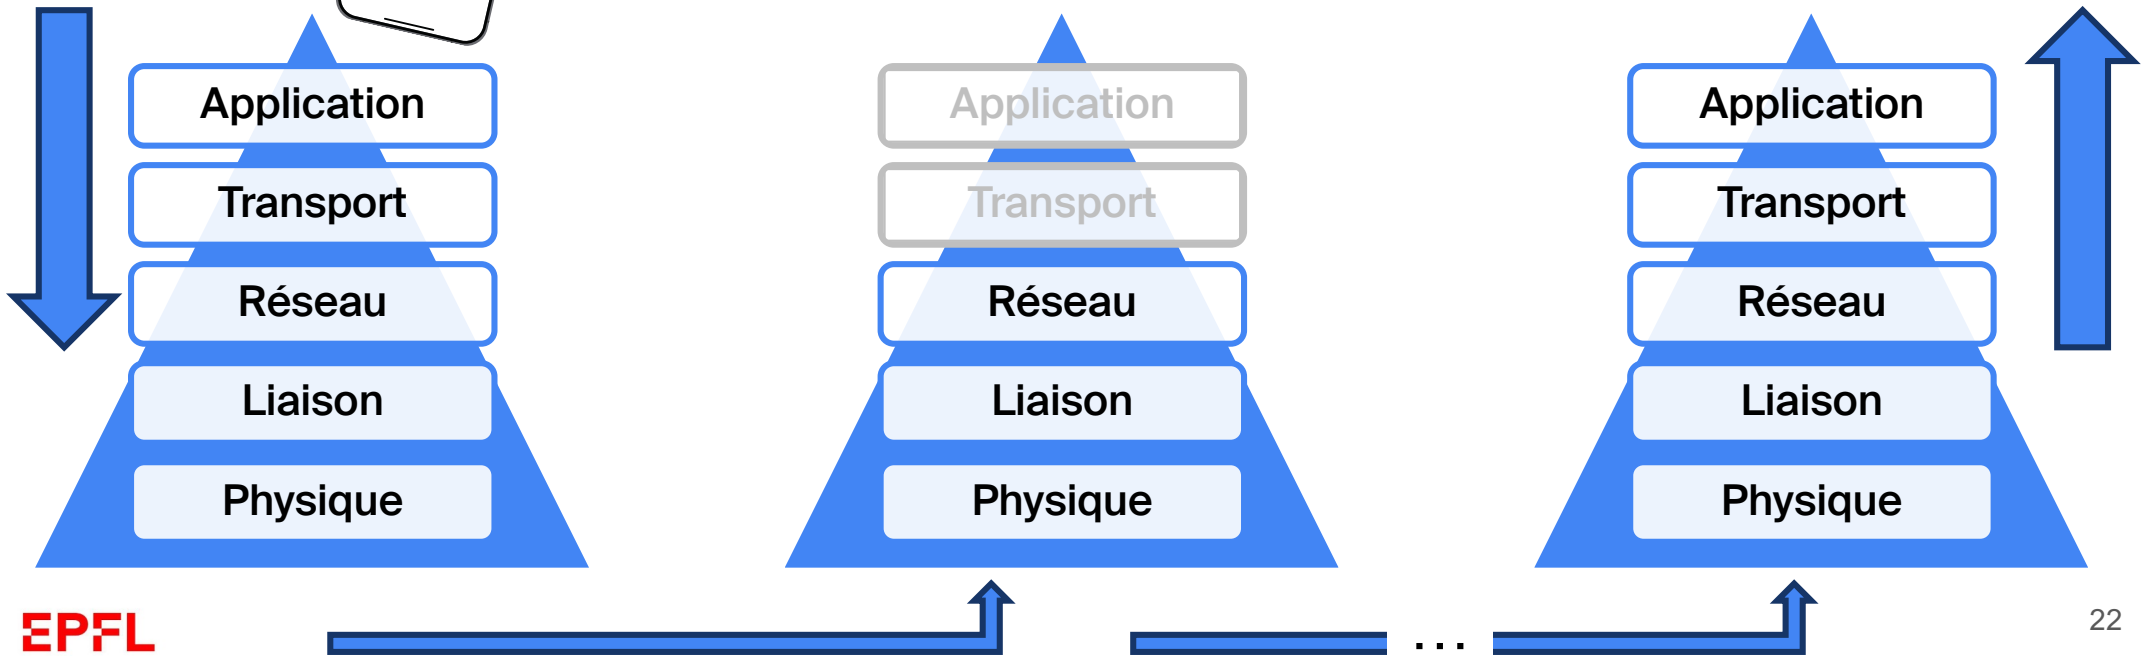 Application
Transport
Réseau
Liaison
Physique
Application
Transport
Réseau
Liaison
Physique
Application
Transport
Réseau
Liaison
Physique
EPFL
...
22